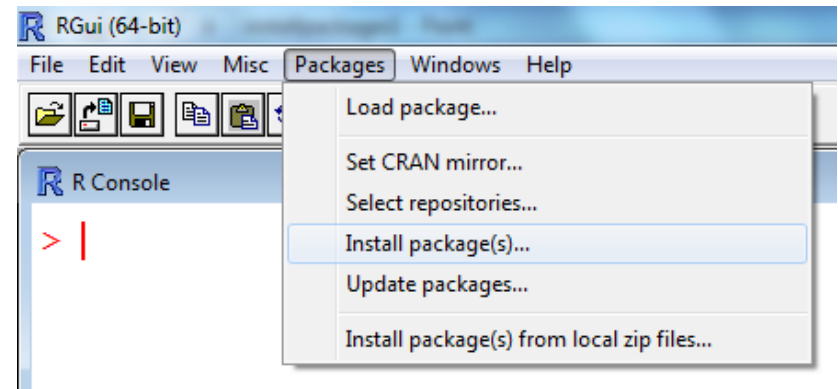 RGui (64-bit)
File Edit View Misc Packages Windows Help
Load package...
Set CRAN mirror...
Select repositories...
Install package(s)...
Update packages...
Install package(s) from local zip files...
R Console
>